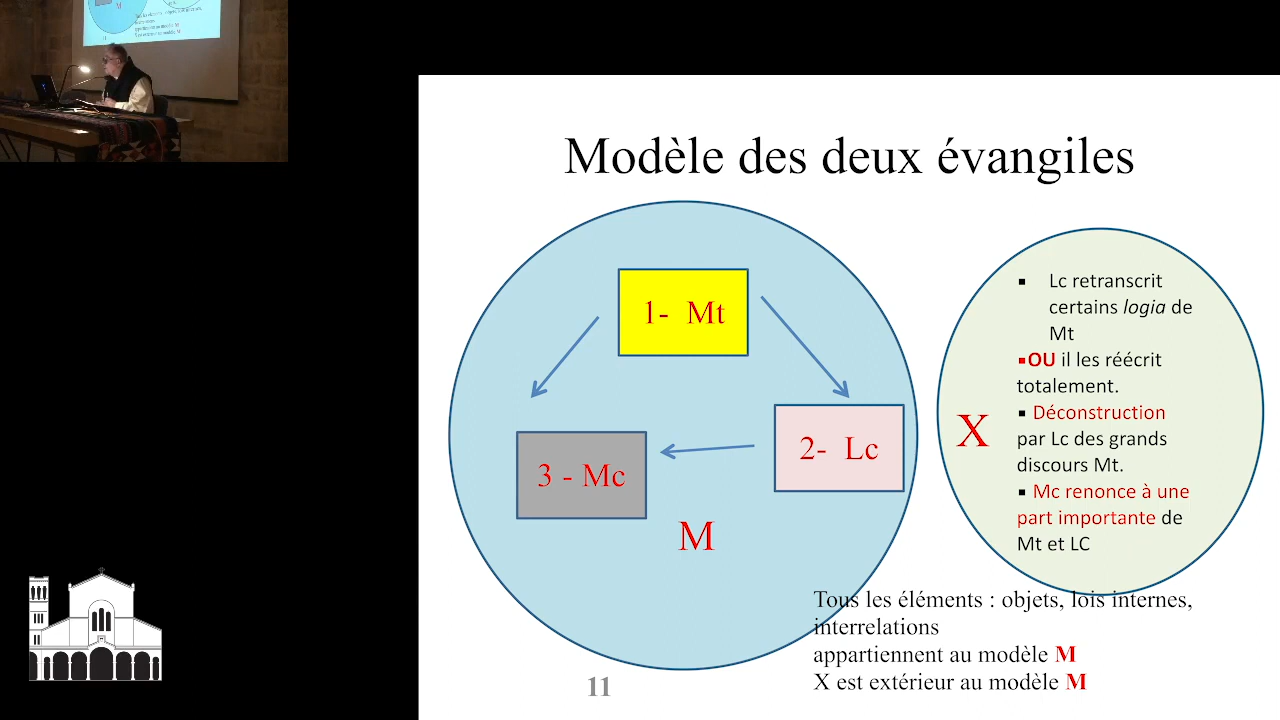 Modèle des deux évangiles
1- Mt
2- Lc
3 - Mc
M
X
▪ Lc retranscrit
certains logia de
Mt
▪OU il les réécrit
totalement.
▪ Déconstruction
par Lc des grands
discours Mt.
▪ Mc renonce à une
part importante de
Mt et LC
Tous les éléments : objets, lois internes,
interrelations
appartiennent au modèle M
X est extérieur au modèle M
11